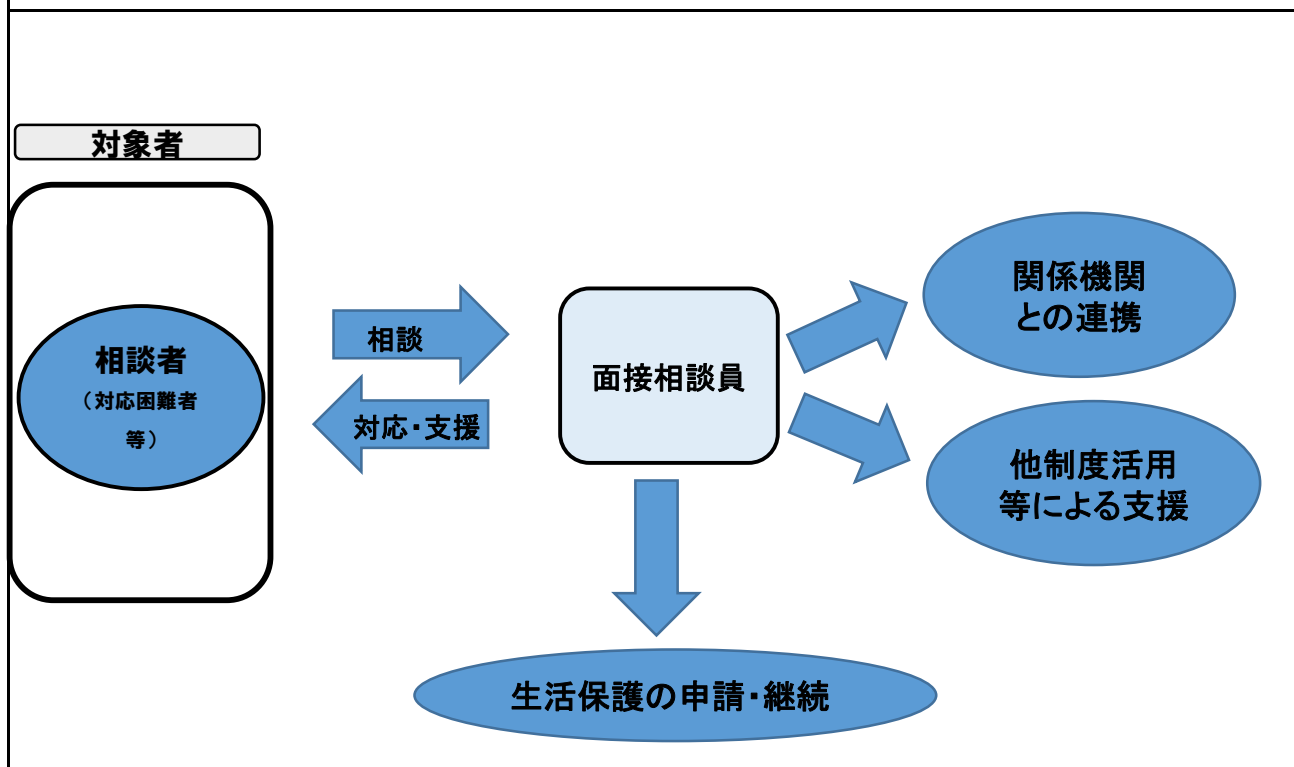 対象者
相談者
（対応困難者
等）
相談
対応・支援
面接相談員
関係機関
との連携
他制度活用
等による支援
生活保護の申請・継続